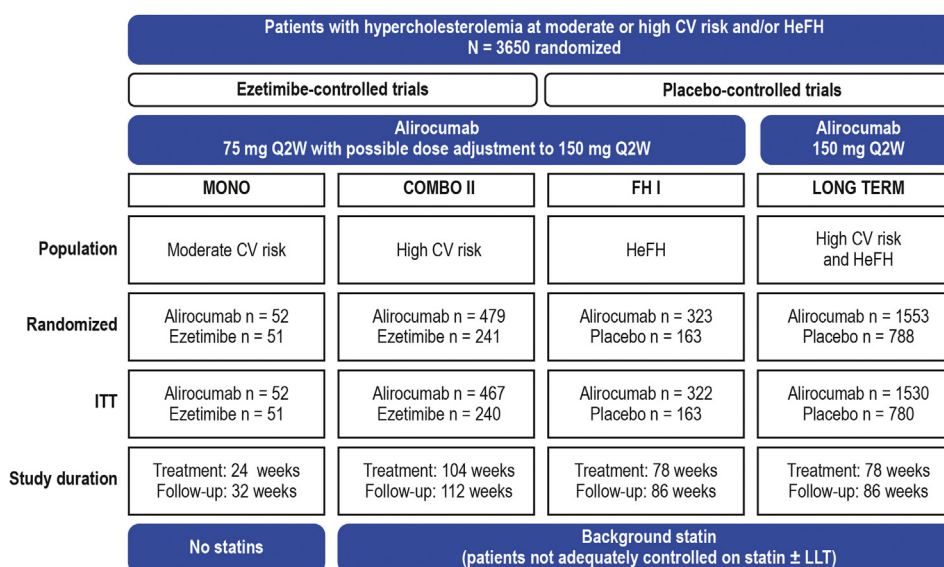 Patients with hypercholesterolemia at moderate or high CV risk and/or HeFH
N = 3650 randomized
Ezetimibe-controlled trials
Placebo-controlled trials
Alirocumab
75 mg Q2W with possible dose adjustment to 150 mg Q2W
Alirocumab
150 mg Q2W
MONO
COMBO II
FH I
LONG TERM
Population
Moderate CV risk
High CV risk
HeFH
High CV risk
and HeFH
Randomized
Alirocumab n = 52
Ezetimibe n = 51
Alirocumab n = 479
Ezetimibe n = 241
Alirocumab n = 323
Placebo n = 163
Alirocumab n = 1553
Placebo n = 788
ITT
Alirocumab n = 52
Ezetimibe n = 51
Alirocumab n = 467
Ezetimibe n = 240
Alirocumab n = 322
Placebo n = 163
Alirocumab n = 1530
Placebo n = 780
Study duration
Treatment: 24 weeks
Follow-up: 32 weeks
Treatment: 104 weeks
Follow-up: 112 weeks
Treatment: 78 weeks
Follow-up: 86 weeks
Treatment: 78 weeks
Follow-up: 86 weeks
No statins
Background statin
(patients not adequately controlled on statin ± LLT)